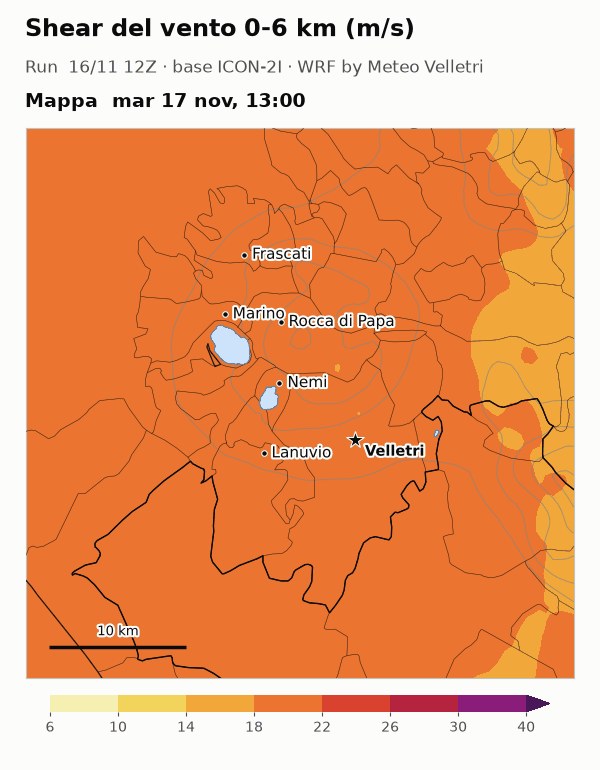 Shear del vento 0-6 km (m/s)
Run  16/11 12Z · base ICON-2I · WRF by Meteo Velletri
Mappa  mar 17 nov, 13:00
Frascati
Marino
Rocca di Papa
Nemi
Velletri
Lanuvio
10 km
6 10 14 18 22 26 30 40